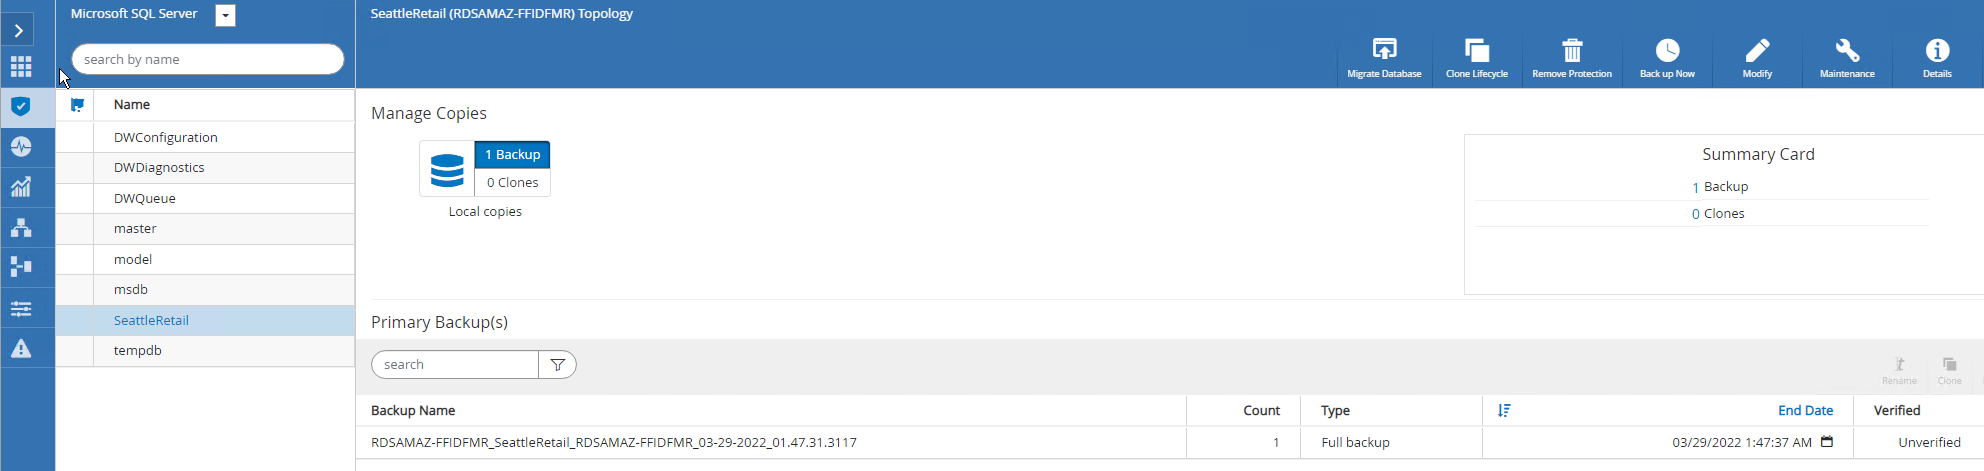 Microsoft SQL Server
search by name
Name
DWConfiguration
DWDiagnostics
DWQueue
master
model
msdb
SeattleRetail
tempdb
SeattleRetail (RDSAMAZ-FFIDFMR) Topology
Migrate Database
Clone Lifecycle
Remove Protection
Back up Now
Modify
Maintenance
Details
Manage Copies
1 Backup
0 Clones
Local copies
Summary Card
1 Backup
0 Clones
Primary Backup(s)
search
Rename
Clone
Backup Name Count Type End Date Verified
RDSAMAZ-FFIDFMR_SeattleRetail_RDSAMAZ-FFIDFMR_03-29-2022_01.47.31.3117 1 Full backup 03/29/2022 1:47:37 AM Unverified